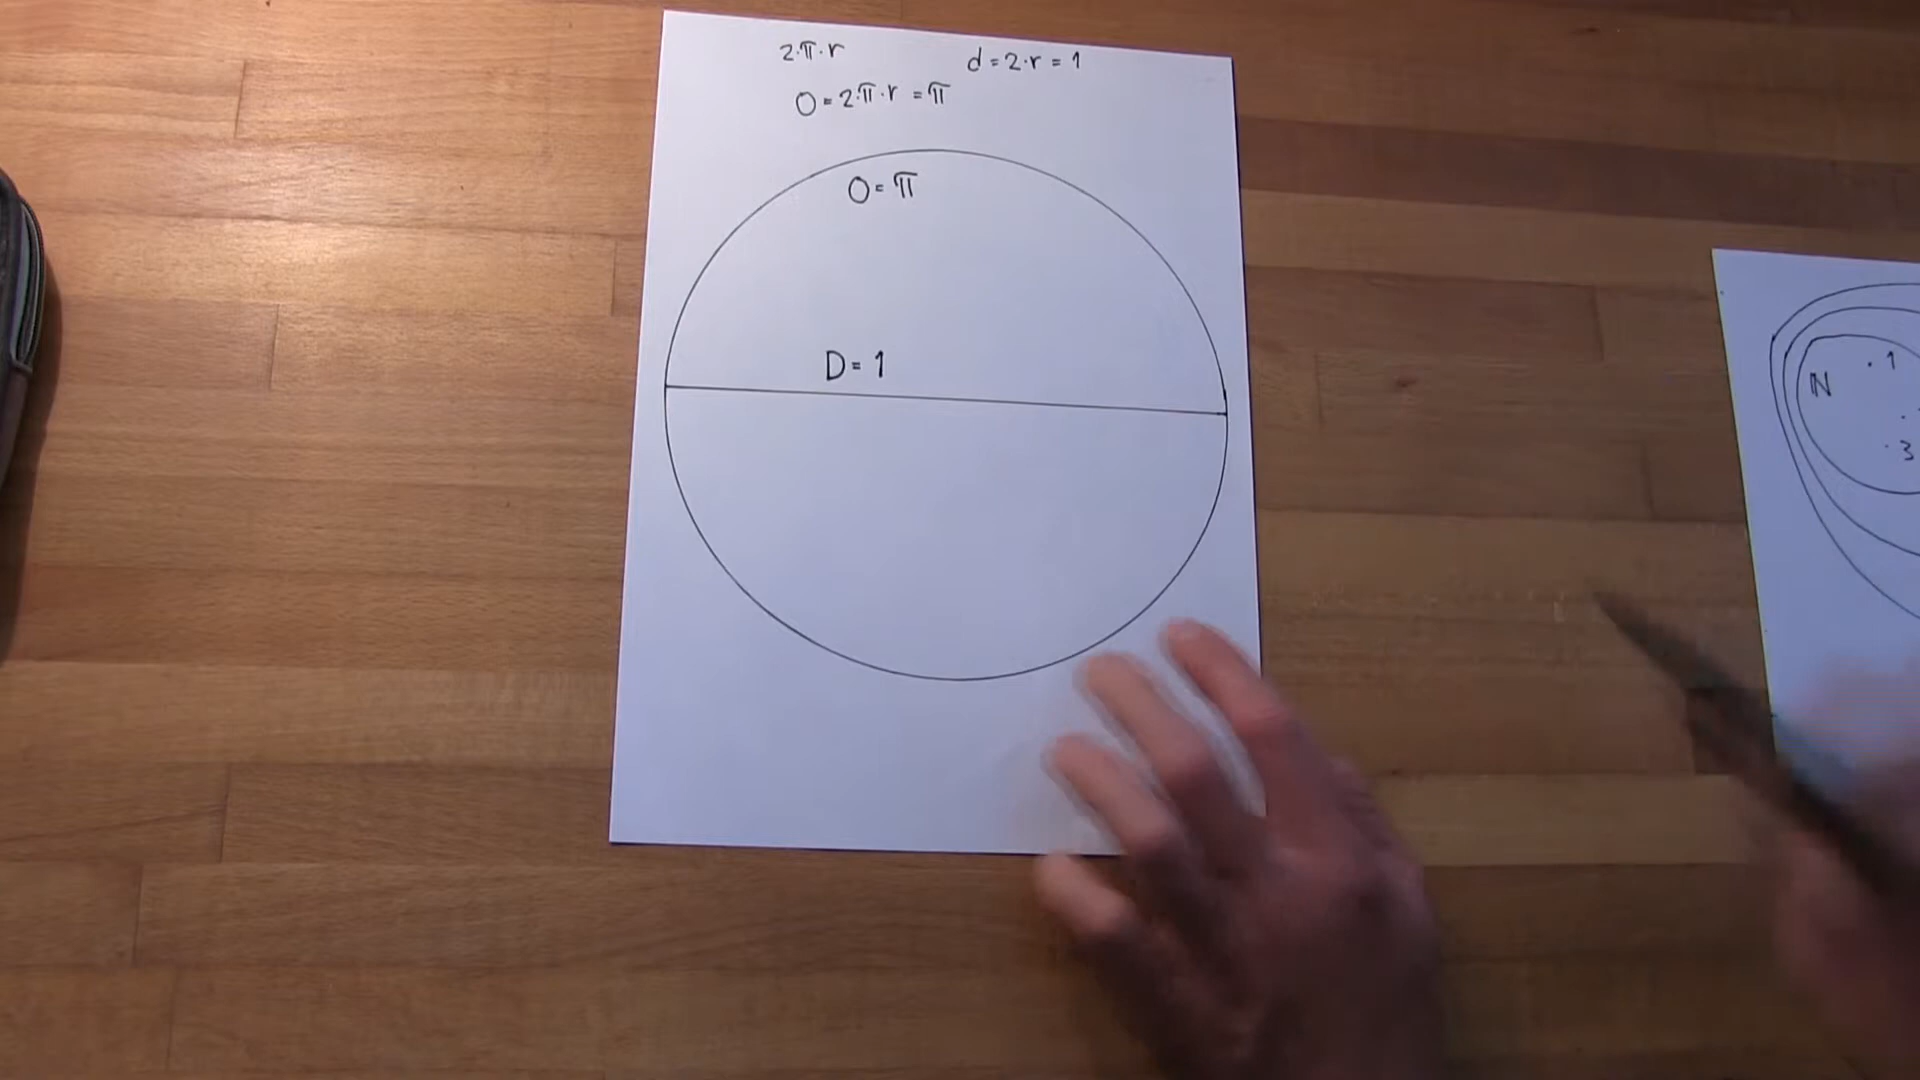 2·π·r
d = 2·r = 1
O = 2·π·r = π
O = π
D = 1
N
· 1
· 3